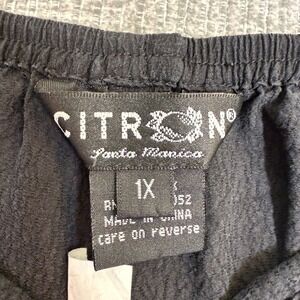 CITRON®
Santa Monica
1X
MADE IN CHINA
care on reverse